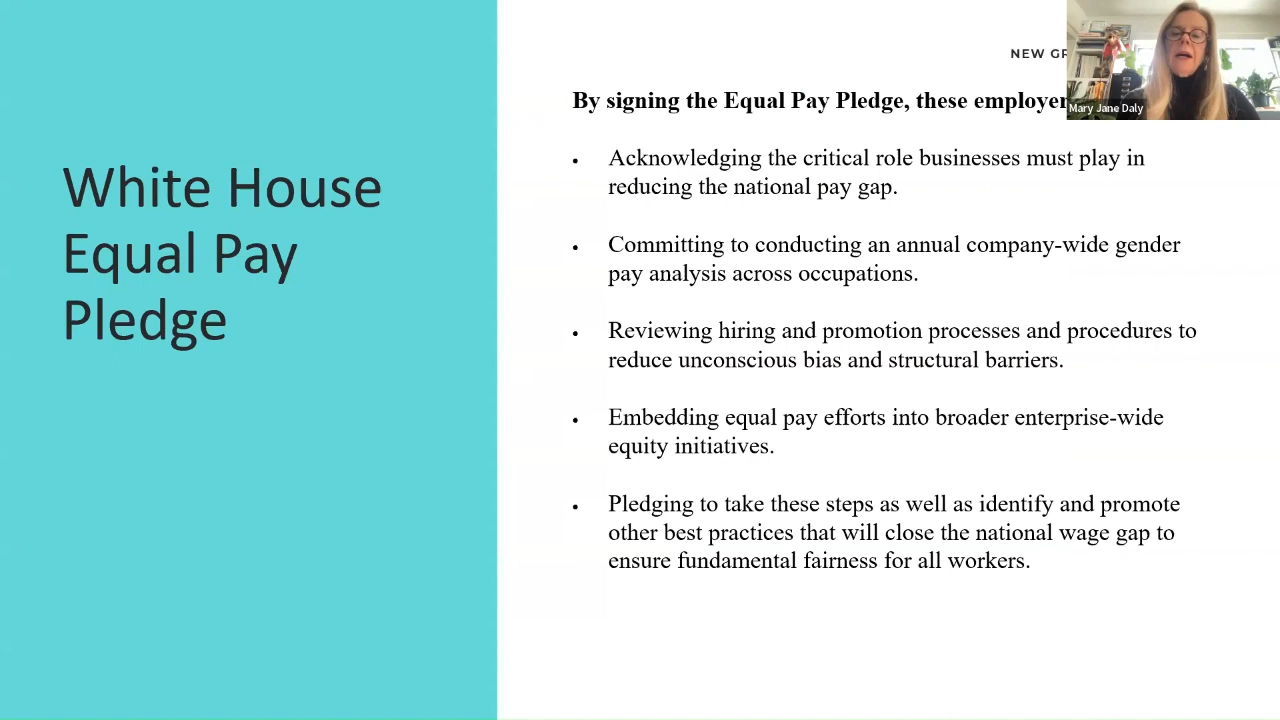 White House
Equal Pay
Pledge
NEW
By signing the Equal Pay Pledge, these
Acknowledging the critical role businesses must play in
reducing the national pay gap.
Committing to conducting an annual company-wide gender
pay analysis across occupations.
Reviewing hiring and promotion processes and procedures to
reduce unconscious bias and structural barriers.
Embedding equal pay efforts into broader enterprise-wide
equity initiatives.
Pledging to take these steps as well as identify and promote
other best practices that will close the national wage gap to
ensure fundamental fairness for all workers.
Mary Jane Daly